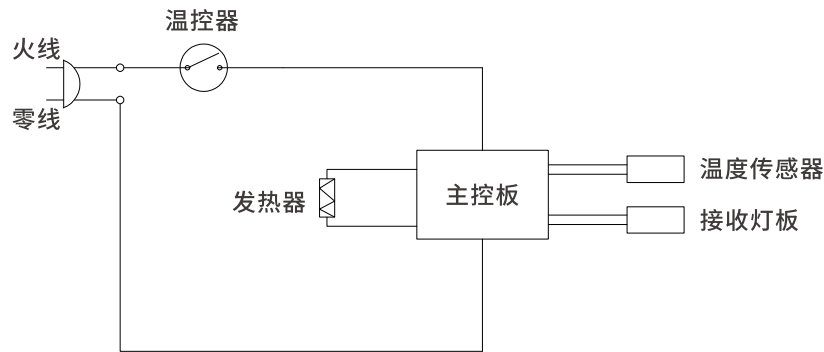 温控器
火线
零线
发热器
主控板
温度传感器
接收灯板